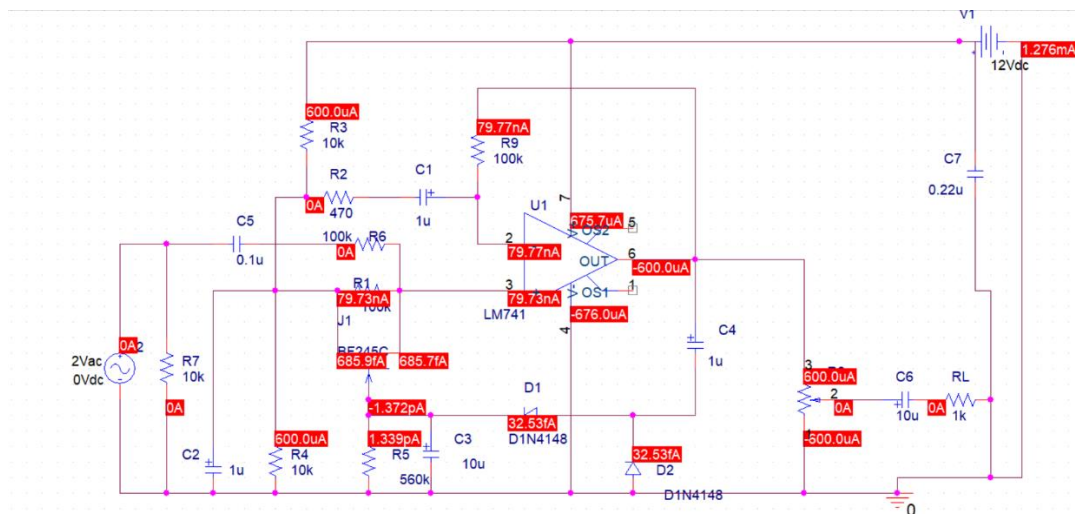 V1
12Vdc
1.276mA
600.0uA
R3
10k
79.77nA
R9
100k
C7
0.22u
R2
470
0A
C1
1u
U1
7
675.7uA
5
OS2
C5
0.1u
100k
R6
0A
2
79.77nA
OUT
6
-600.0uA
R1
79.73nA
100k
3
79.73nA
OS1
1
LM741
-676.0uA
4
J1
685.9fA
685.7fA
C4
1u
0A
2Vac
0Vdc
R7
10k
0A
3
600.0uA
2
0A
C6
10u
0A
RL
1k
-1.372pA
D1
32.53fA
D1N4148
-600.0uA
C2
1u
600.0uA
R4
10k
1.339pA
R5
560k
C3
10u
32.53fA
D2
D1N4148
0